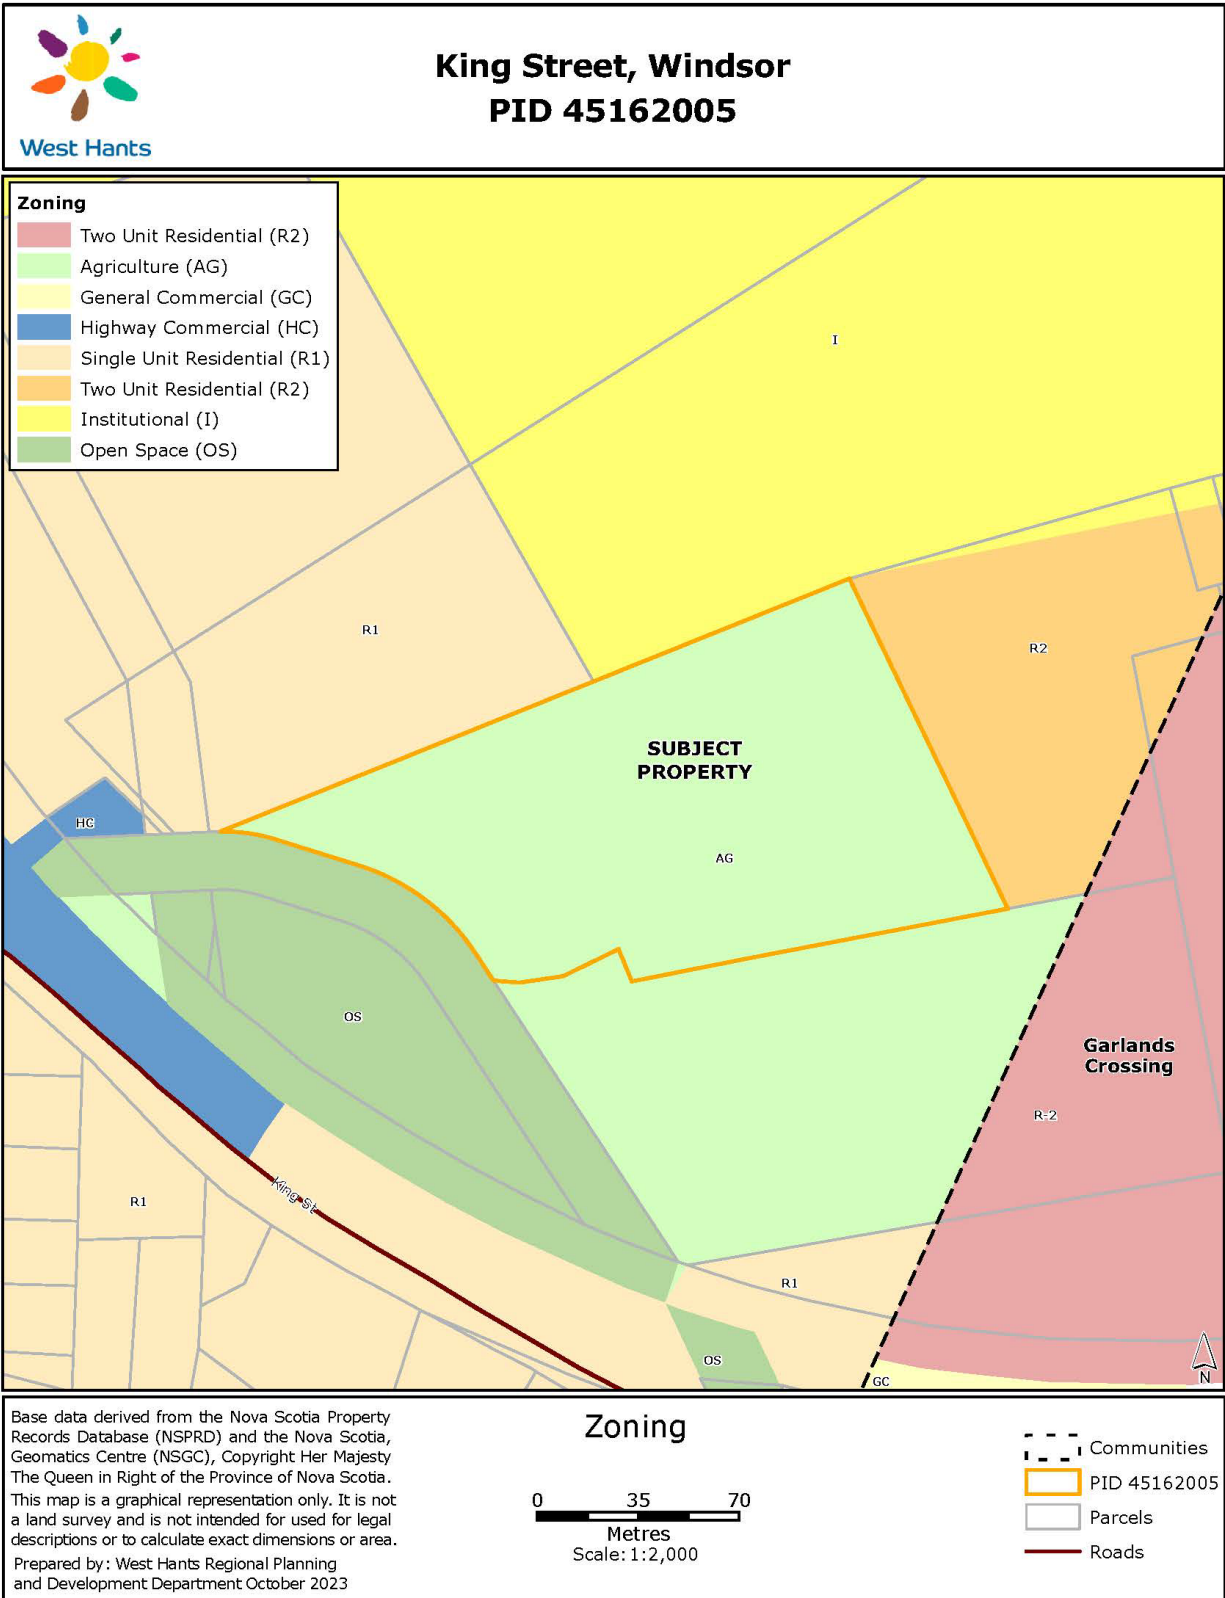 West Hants
King Street, Windsor
PID 45162005
Zoning
Two Unit Residential (R2)
Agriculture (AG)
General Commercial (GC)
Highway Commercial (HC)
Single Unit Residential (R1)
Two Unit Residential (R2)
Institutional (I)
Open Space (OS)
I
R1
R2
SUBJECT
PROPERTY
HC
AG
OS
Garlands
Crossing
R-2
King St
R1
R1
OS
GC
N
Base data derived from the Nova Scotia Property
Records Database (NSPRD) and the Nova Scotia,
Geomatics Centre (NSGC), Copyright Her Majesty
The Queen in Right of the Province of Nova Scotia.
This map is a graphical representation only. It is not
a land survey and is not intended for used for legal
descriptions or to calculate exact dimensions or area.
Prepared by: West Hants Regional Planning
and Development Department October 2023
Zoning
0 35 70
Metres
Scale: 1:2,000
Communities
PID 45162005
Parcels
Roads